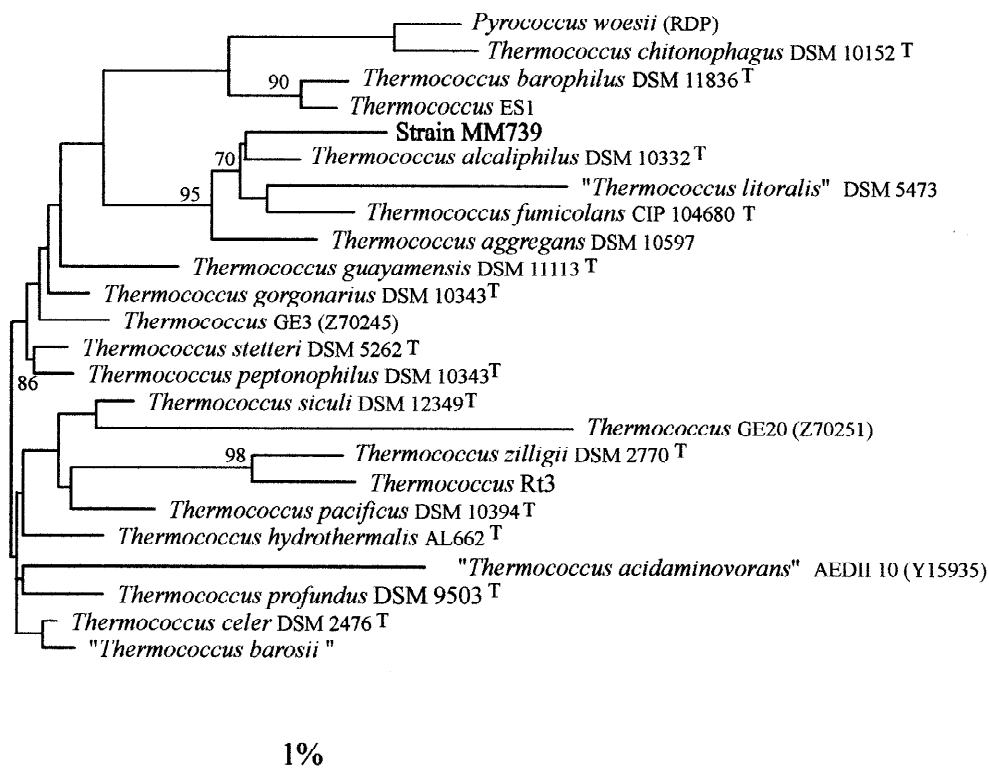 Pyrococcus woesii (RDP)
Thermococcus chitonophagus DSM 10152 T
90
Thermococcus barophilus DSM 11836 T
Thermococcus ES1
Strain MM739
70
Thermococcus alcaliphilus DSM 10332 T
95
"Thermococcus litoralis" DSM 5473
Thermococcus fumicolans CIP 104680 T
Thermococcus aggregans DSM 10597
Thermococcus guayamensis DSM 11113 T
Thermococcus gorgonarius DSM 10343 T
Thermococcus GE3 (Z70245)
Thermococcus stetteri DSM 5262 T
86
Thermococcus peptonophilus DSM 10343 T
Thermococcus siculi DSM 12349 T
Thermococcus GE20 (Z70251)
98
Thermococcus zilligii DSM 2770 T
Thermococcus Rt3
Thermococcus pacificus DSM 10394 T
Thermococcus hydrothermalis AL662 T
"Thermococcus acidaminovorans" AEDII 10 (Y15935)
Thermococcus profundus DSM 9503 T
Thermococcus celer DSM 2476 T
"Thermococcus barosii "
1%